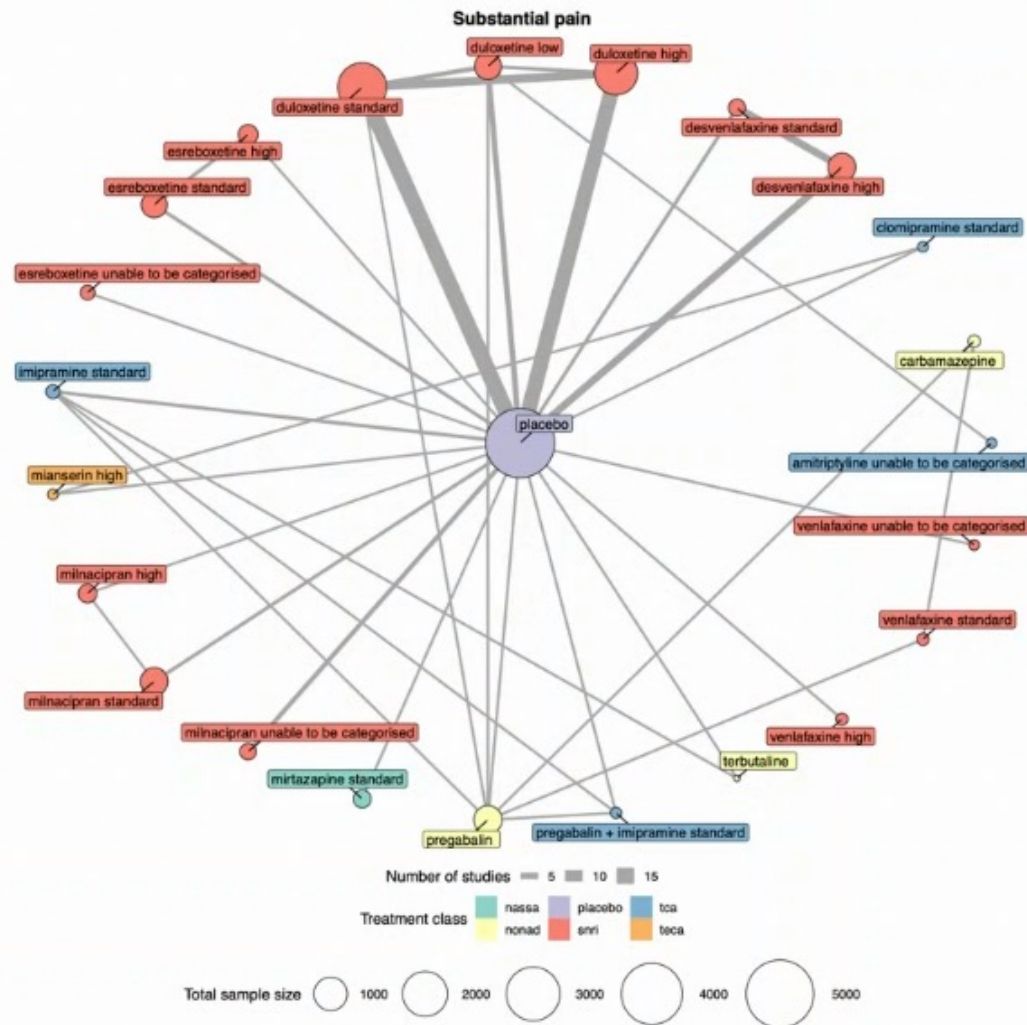 Substantial pain
duloxetine low
duloxetine high
duloxetine standard
desvenlafaxine standard
esreboxetine high
desvenlafaxine high
esreboxetine standard
clomipramine standard
esreboxetine unable to be categorised
carbamazepine
imipramine standard
placebo
amitriptyline unable to be categorised
mianserin high
venlafaxine unable to be categorised
milnacipran high
venlafaxine standard
milnacipran standard
milnacipran unable to be categorised
venlafaxine high
terbutaline
mirtazapine standard
pregabalin
pregabalin + imipramine standard
Number of studies 5 10 15
Treatment class
nassa placebo tca
nonad snri teca
Total sample size 1000 2000 3000 4000 5000